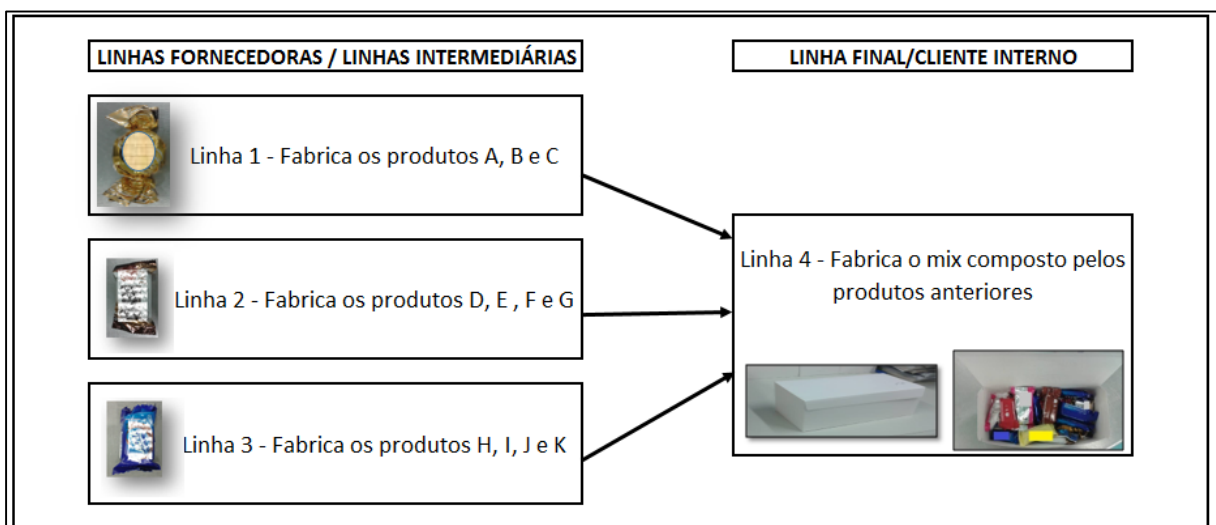 LINHAS FORNECEDORAS / LINHAS INTERMEDIÁRIAS
LINHA FINAL/CLIENTE INTERNO
Linha 1 - Fabrica os produtos A, B e C
Linha 2 - Fabrica os produtos D, E , F e G
Linha 3 - Fabrica os produtos H, I, J e K
Linha 4 - Fabrica o mix composto pelos
produtos anteriores